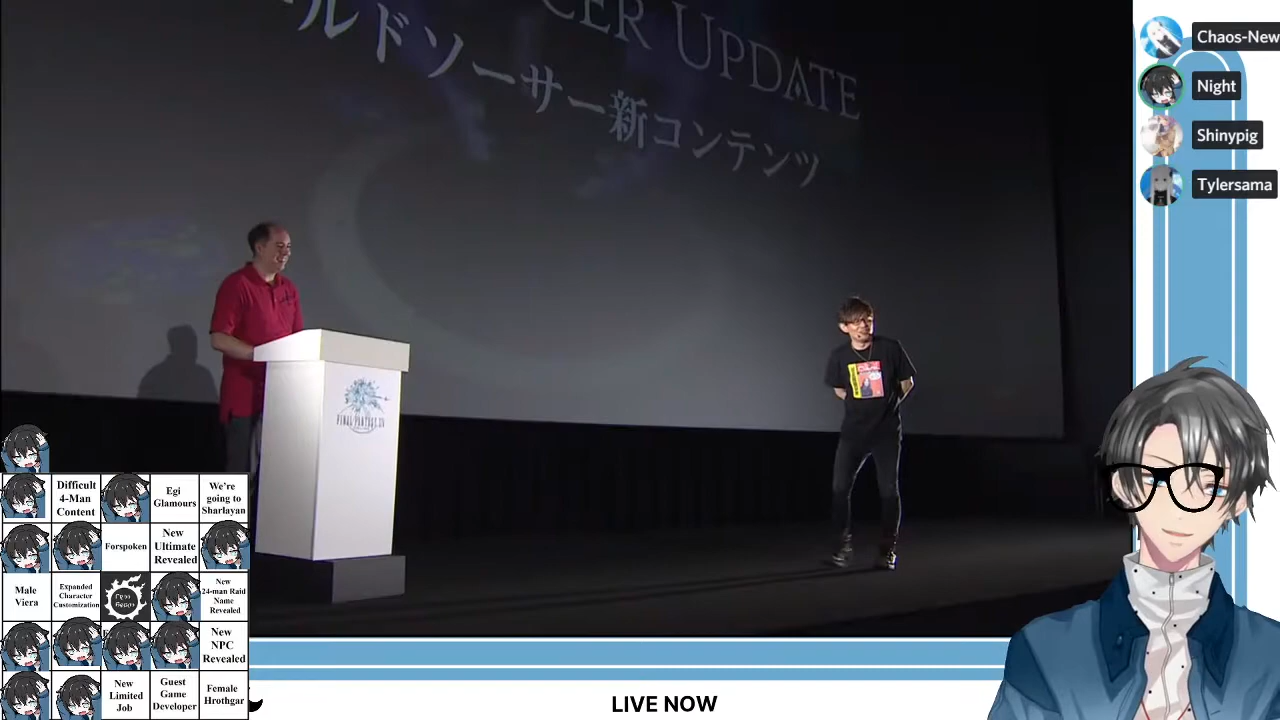 CER UPDATE
ルドソーサー新コンテンツ
FINAL FANTASY XIV
Chaos-New
Night
Shinypig
Tylersama
Difficult
4-Man
Content
Egi
Glamours
We're
going to
Sharlayan
Forspoken
New
Ultimate
Revealed
Male
Viera
Expanded
Character
Customization
New
24-man Raid
Name
Revealed
New
NPC
Revealed
New
Limited
Job
Guest
Game
Developer
Female
Hrothgar
LIVE NOW